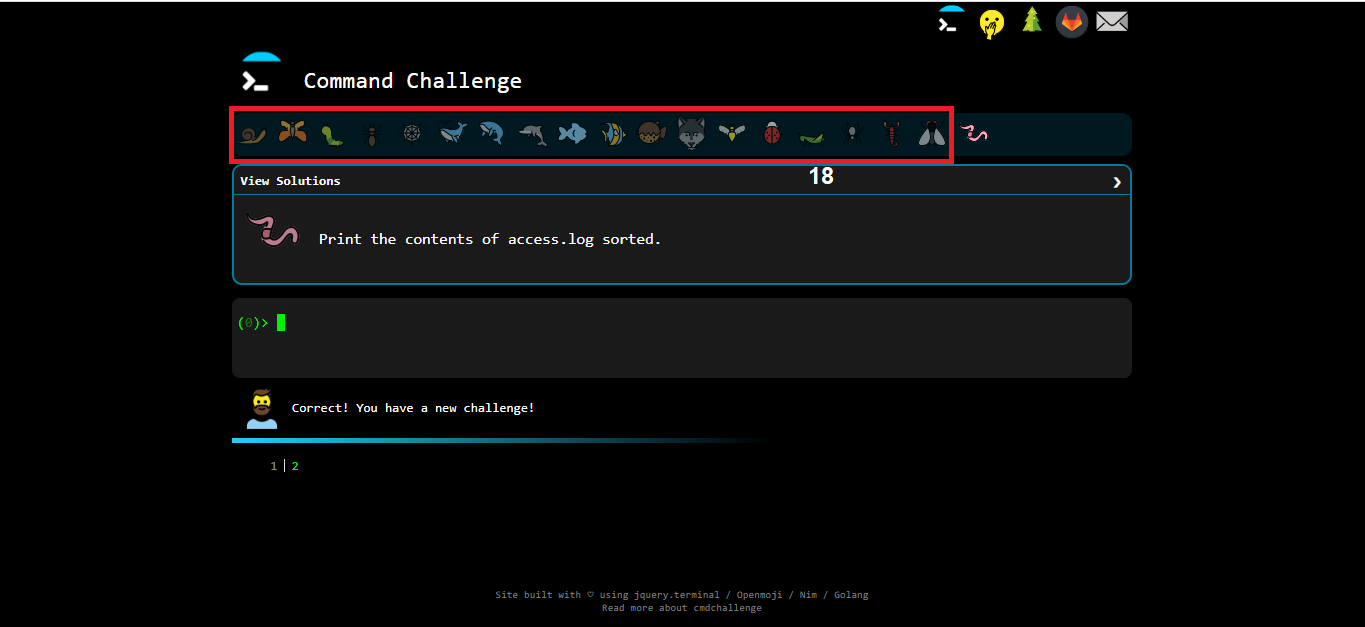 Command Challenge
18
View Solutions
Print the contents of access.log sorted.
(0)>
Correct! You have a new challenge!
1 | 2
Site built with ♡ using jquery.terminal / Openmoji / Nim / Golang
Read more about cmdchallenge